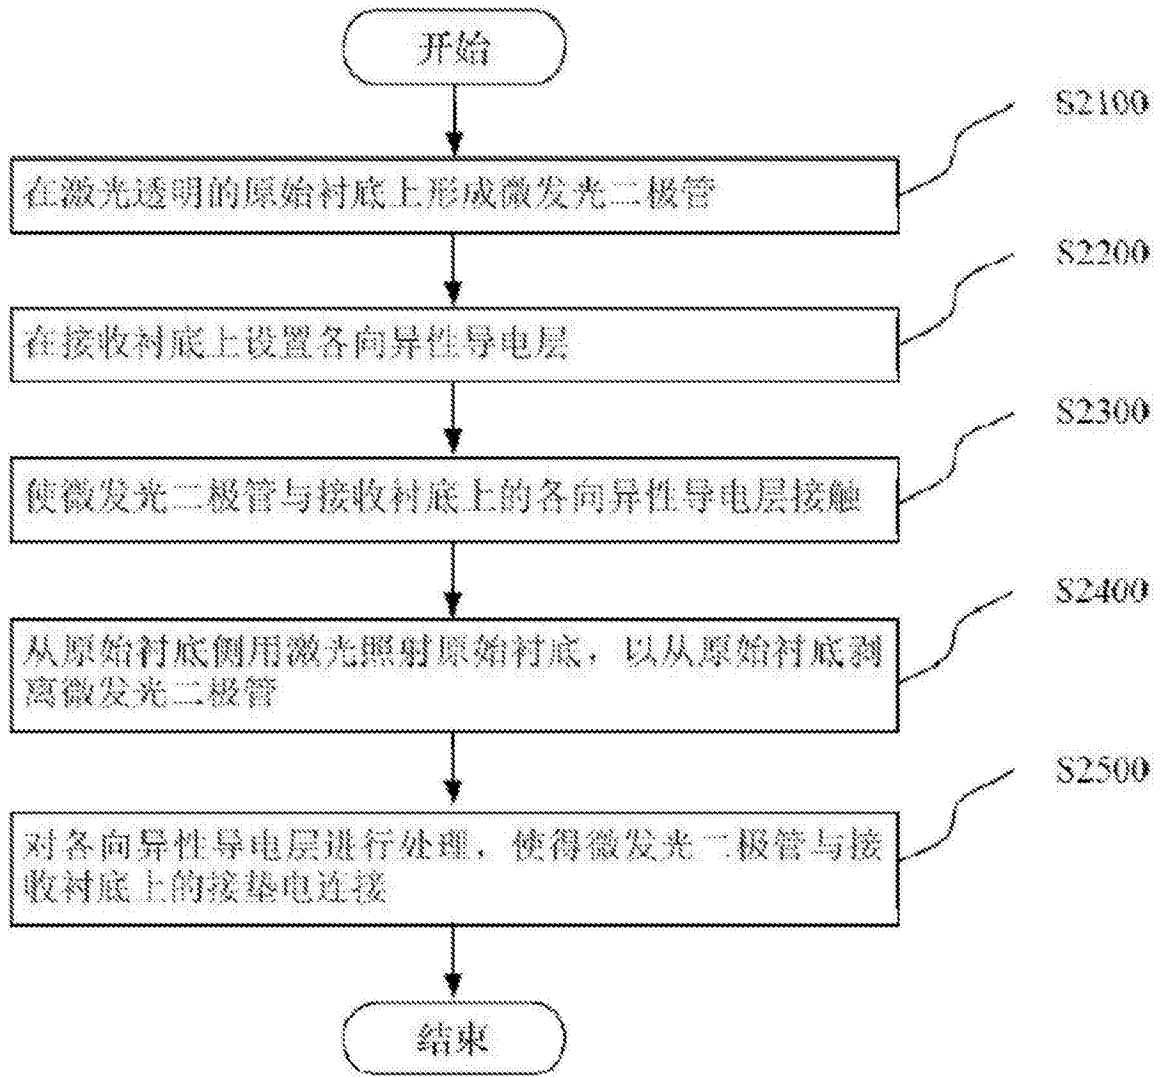 开始
S2100
在激光透明的原始衬底上形成微发光二极管
S2200
在接收衬底上设置各向异性导电层
S2300
使微发光二极管与接收衬底上的各向异性导电层接触
S2400
从原始衬底侧用激光照射原始衬底，以从原始衬底剥
离微发光二极管
S2500
对各向异性导电层进行处理，使得微发光二极管与接
收衬底上的接垫电连接
结束